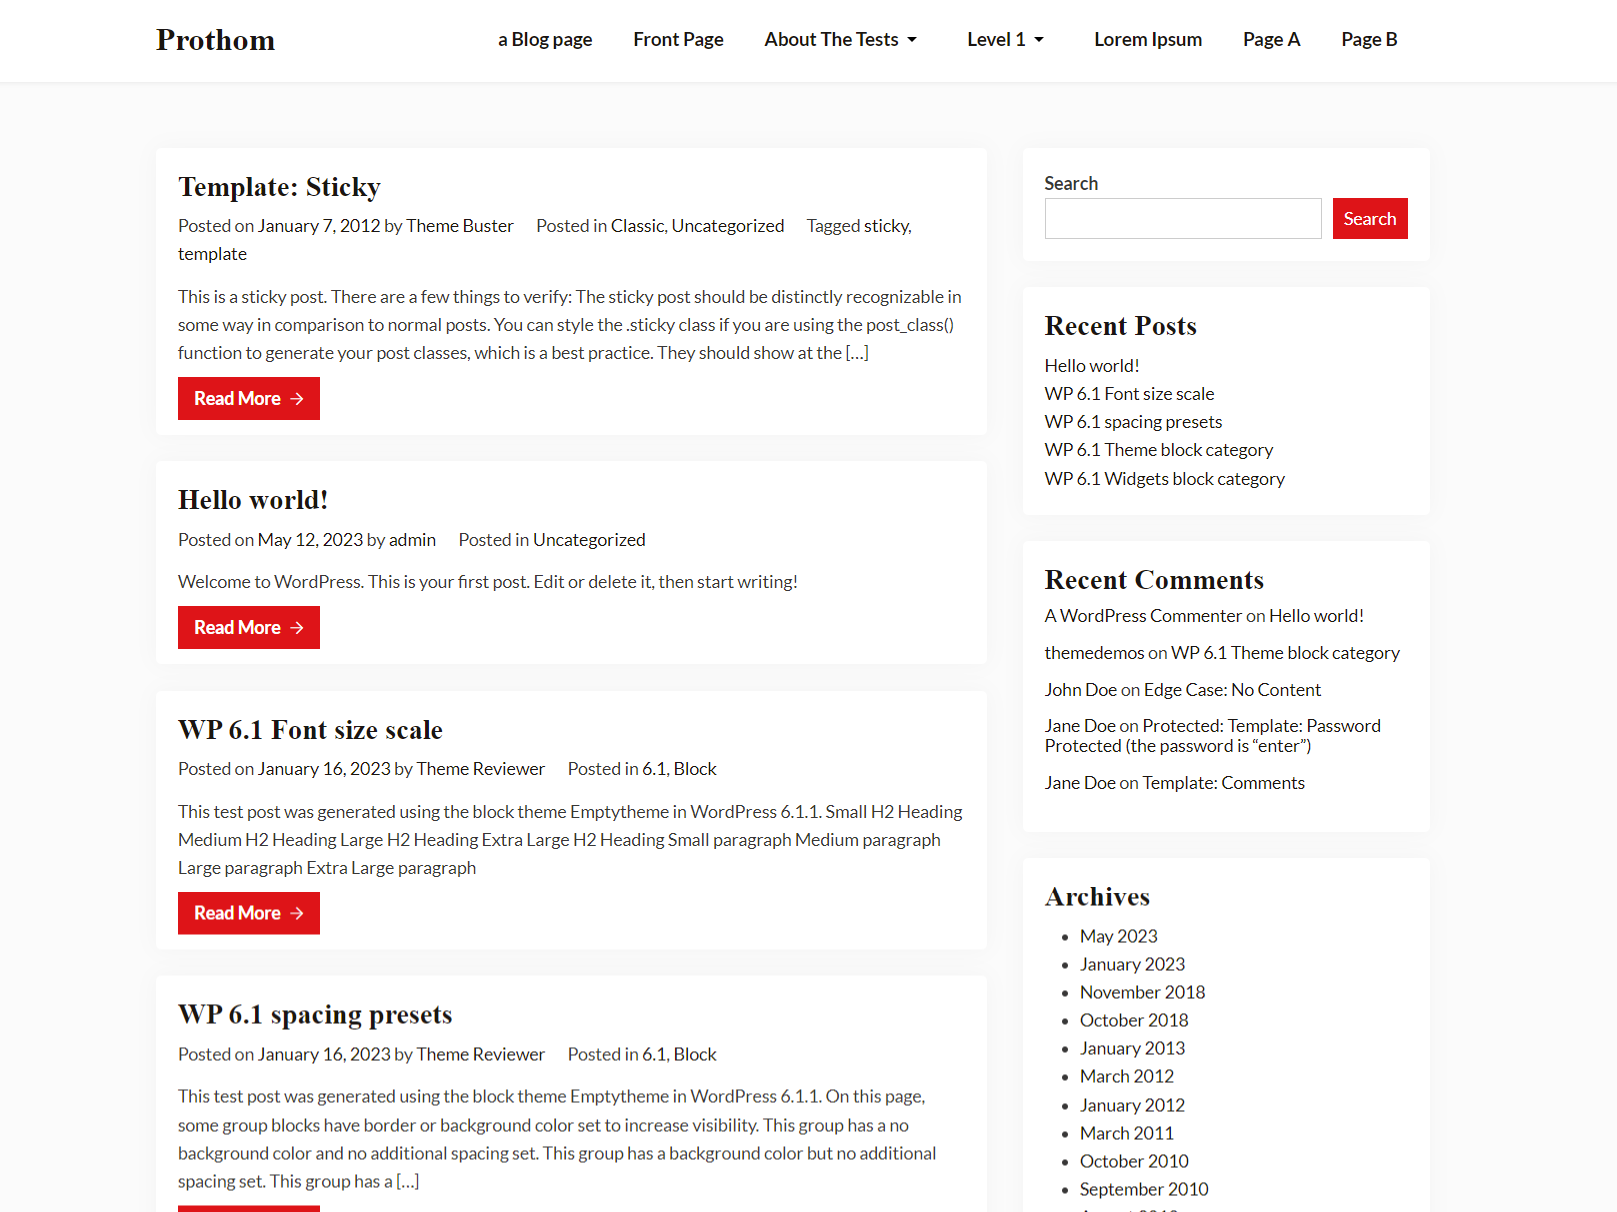 Prothom
a Blog page
Front Page
About The Tests
Level 1
Lorem Ipsum
Page A
Page B
Template: Sticky
Posted on January 7, 2012 by Theme Buster Posted in Classic, Uncategorized Tagged sticky,
template
This is a sticky post. There are a few things to verify: The sticky post should be distinctly recognizable in
some way in comparison to normal posts. You can style the .sticky class if you are using the post_class()
function to generate your post classes, which is a best practice. They should show at the […]
Read More →
Hello world!
Posted on May 12, 2023 by admin Posted in Uncategorized
Welcome to WordPress. This is your first post. Edit or delete it, then start writing!
Read More →
WP 6.1 Font size scale
Posted on January 16, 2023 by Theme Reviewer Posted in 6.1, Block
This test post was generated using the block theme Emptytheme in WordPress 6.1.1. Small H2 Heading
Medium H2 Heading Large H2 Heading Extra Large H2 Heading Small paragraph Medium paragraph
Large paragraph Extra Large paragraph
Read More →
WP 6.1 spacing presets
Posted on January 16, 2023 by Theme Reviewer Posted in 6.1, Block
This test post was generated using the block theme Emptytheme in WordPress 6.1.1. On this page,
some group blocks have border or background color set to increase visibility. This group has a no
background color and no additional spacing set. This group has a background color but no additional
spacing set. This group has a […]
Search
Search
Recent Posts
Hello world!
WP 6.1 Font size scale
WP 6.1 spacing presets
WP 6.1 Theme block category
WP 6.1 Widgets block category
Recent Comments
A WordPress Commenter on Hello world!
themedemos on WP 6.1 Theme block category
John Doe on Edge Case: No Content
Jane Doe on Protected: Template: Password
Protected (the password is “enter”)
Jane Doe on Template: Comments
Archives
• May 2023
• January 2023
• November 2018
• October 2018
• January 2013
• March 2012
• January 2012
• March 2011
• October 2010
• September 2010